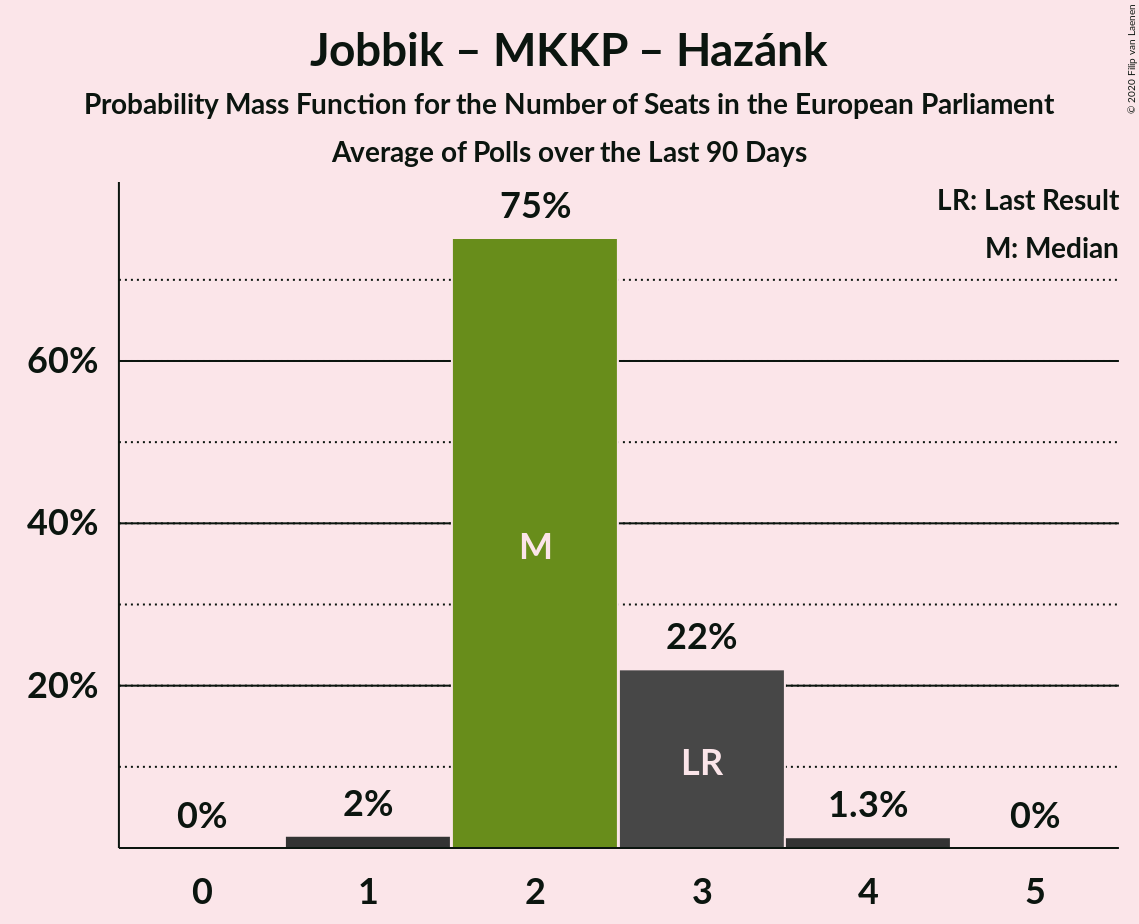 Jobbik – MKKP – Hazánk
Probability Mass Function for the Number of Seats in the European Parliament
Average of Polls over the Last 90 Days
© 2020 Filip van Laenen
LR: Last Result
M: Median
75%
60%
40%
M
22%
20%
LR
0%
2%
1.3%
0%
0
1
2
3
4
5